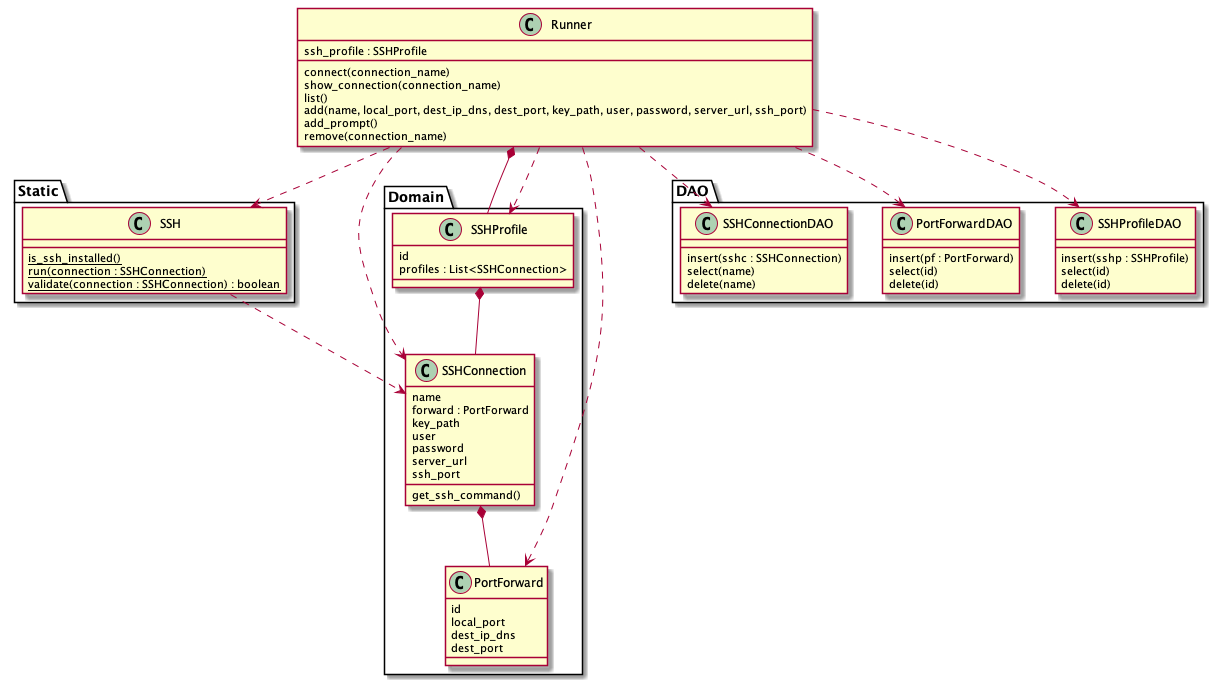 C Runner
ssh_profile : SSHProfile
connect(connection_name)
show_connection(connection_name)
list()
add(name, local_port, dest_ip_dns, dest_port, key_path, user, password, server_url, ssh_port)
add_prompt()
remove(connection_name)
Static
C SSH
is_ssh_installed()
run(connection : SSHConnection)
validate(connection : SSHConnection) : boolean
Domain
C SSHProfile
id
profiles : List<SSHConnection>
C SSHConnection
name
forward : PortForward
key_path
user
password
server_url
ssh_port
get_ssh_command()
C PortForward
id
local_port
dest_ip_dns
dest_port
DAO
C SSHConnectionDAO
insert(sshc : SSHConnection)
select(name)
delete(name)
C PortForwardDAO
insert(pf : PortForward)
select(id)
delete(id)
C SSHProfileDAO
insert(sshp : SSHProfile)
select(id)
delete(id)